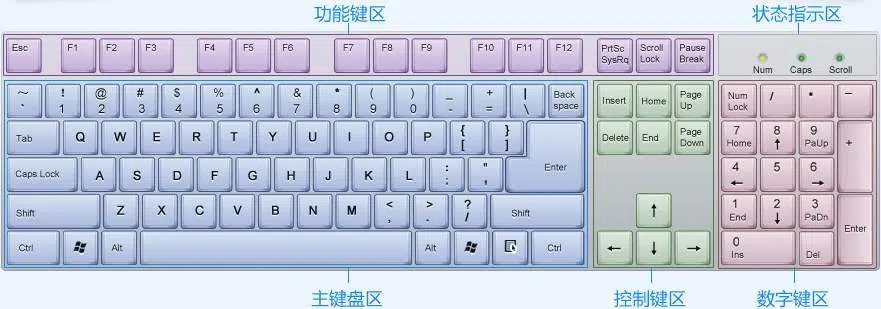 功能键区 状态指示区
Esc F1 F2 F3 F4 F5 F6 F7 F8 F9 F10 F11 F12 PrtSc SysRq Scroll Lock Pause Break
Num Caps Scroll
~ ` ! 1 @ 2 # 3 $ 4 % 5 ^ 6 & 7 * 8 ( 9 ) 0 _ - + = | \ Back space Insert Home Page Up Num Lock / * −
Tab Q W E R T Y U I O P { [ } ] Delete End Page Down 7 Home 8 ↑ 9 PaUp +
Caps Lock A S D F G H J K L : ; " ' Enter 4 ← 5 6 →
Shift Z X C V B N M < , > . ? / Shift ↑ 1 End 2 ↓ 3 PaDn Enter
Ctrl Alt Alt Ctrl ← ↓ → 0 Ins . Del
主键盘区 控制键区 数字键区